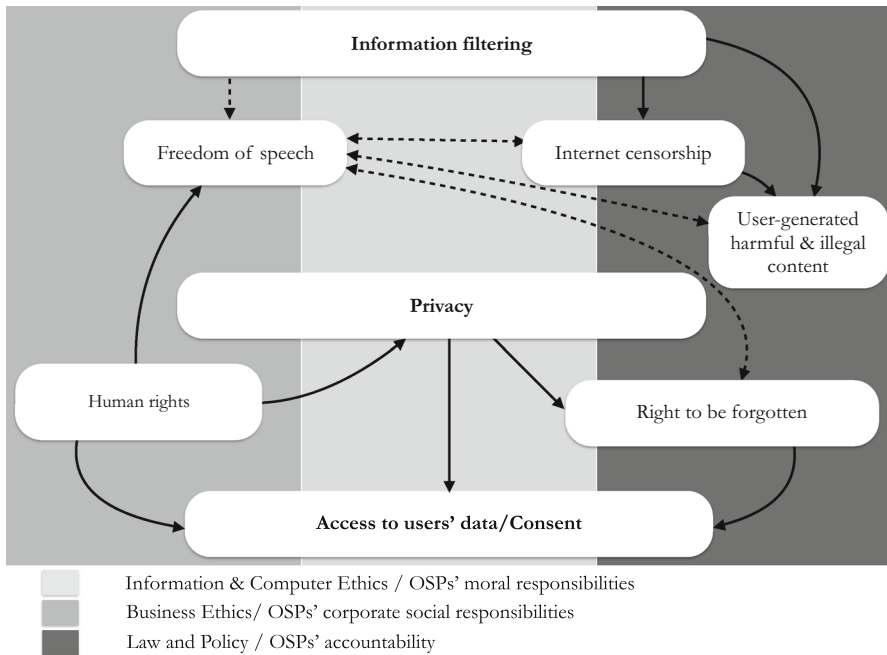 Information filtering
Freedom of speech
Internet censorship
User-generated
harmful & illegal
content
Privacy
Human rights
Right to be forgotten
Access to users’ data/Consent
Information & Computer Ethics / OSPs’ moral responsibilities
Business Ethics/ OSPs’ corporate social responsibilities
Law and Policy / OSPs’ accountability